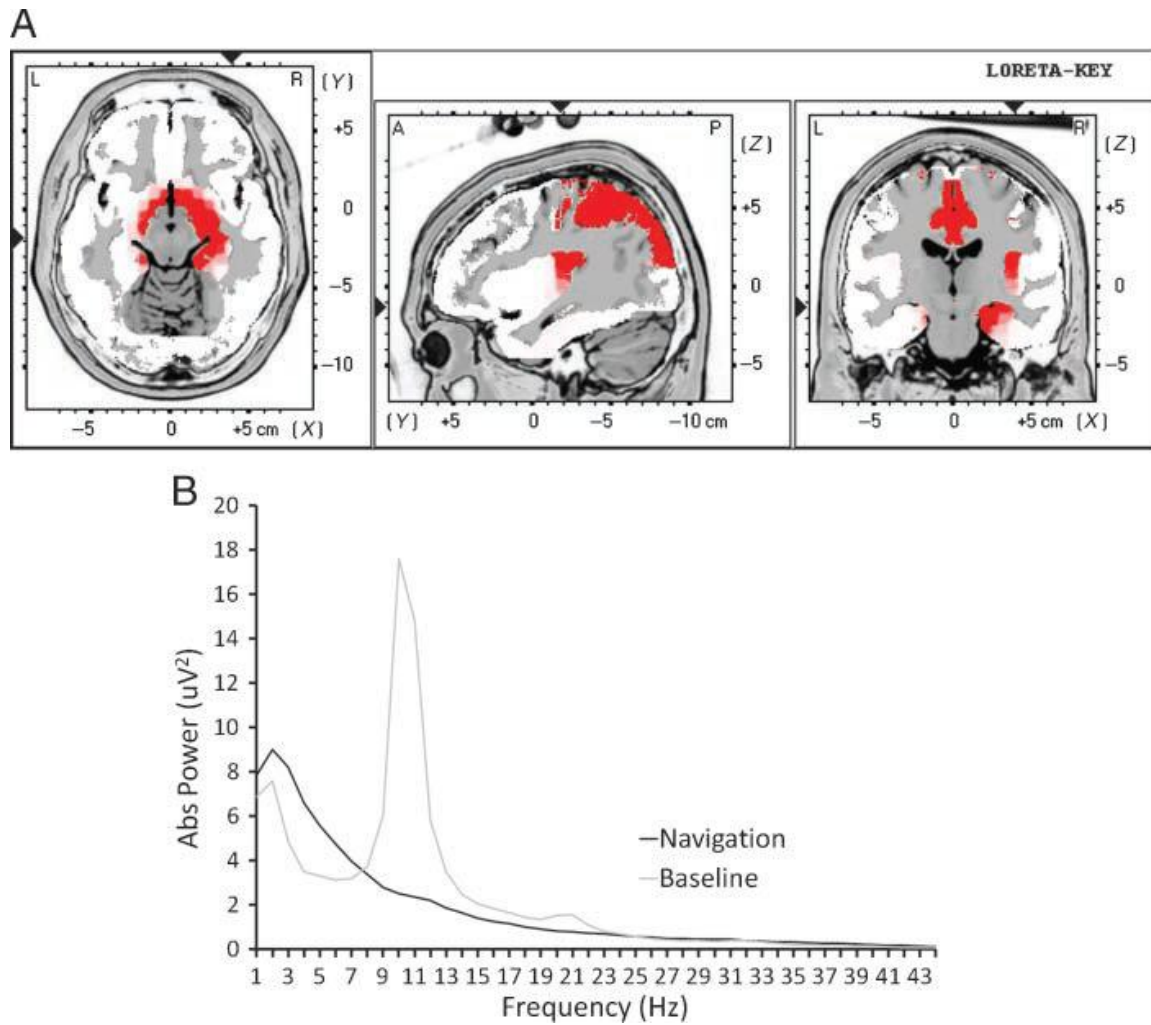 A
LORETA-KEY
L R (Y)
+5
0
−5
−10
−5 0 +5 cm (X)
A P (Z)
+5
0
−5
(Y) +5 0 −5 −10 cm
L R (Z)
+5
0
−5
−5 0 +5 cm (X)
B
20
18
16
14
12
10
8
6
4
2
0
Abs Power (uV²)
Navigation
Baseline
1 3 5 7 9 11 13 15 17 19 21 23 25 27 29 31 33 35 37 39 41 43
Frequency (Hz)